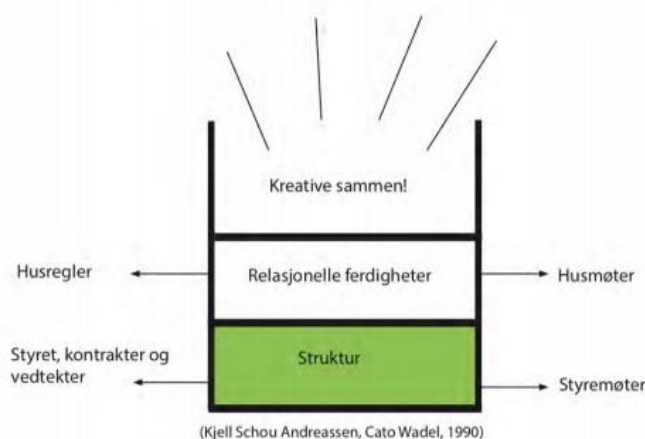 Kreative sammen!
Husregler
Relasjonelle ferdigheter
Husmøter
Styret, kontrakter og
vedtekter
Struktur
Styremøter
(Kjell Schou Andreassen, Cato Wadel, 1990)